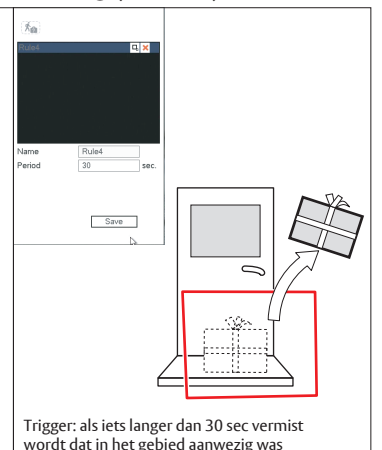 Rule4
Name Rule4
Period 30 sec.
Save
Trigger: als iets langer dan 30 sec vermist
wordt dat in het gebied aanwezig was